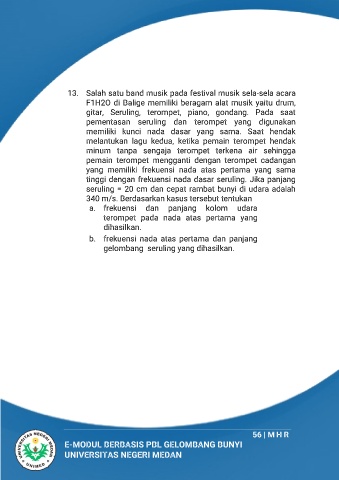 13. Salah satu band musik pada festival musik sela-sela acara
F1H2O di Balige memiliki beragam alat musik yaitu drum,
gitar, Seruling, terompet, piano, gondang. Pada saat
pementasan seruling dan terompet yang digunakan
memiliki kunci nada dasar yang sama. Saat hendak
melantukan lagu kedua, ketika pemain terompet hendak
minum tanpa sengaja terompet terkena air sehingga
pemain terompet mengganti dengan terompet cadangan
yang memiliki frekuensi nada atas pertama yang sama
tinggi dengan frekuensi nada dasar seruling. Jika panjang
seruling = 20 cm dan cepat rambat bunyi di udara adalah
340 m/s. Berdasarkan kasus tersebut tentukan
a. frekuensi dan panjang kolom udara
terompet pada nada atas pertama yang
dihasilkan.
b. frekuensi nada atas pertama dan panjang
gelombang seruling yang dihasilkan.
56 | M H R
E-MODUL BERBASIS PBL GELOMBANG BUNYI
UNIVERSITAS NEGERI MEDAN
UNIVERSITAS NEGERI MEDAN
UNIMED